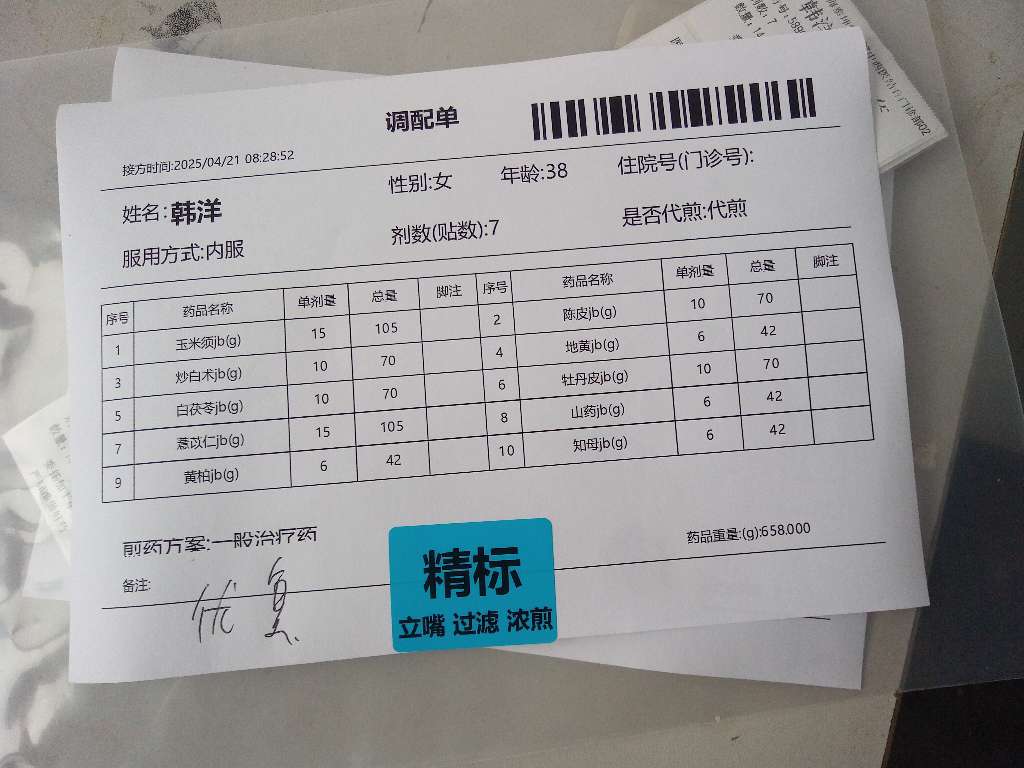 调配单
接方时间:2025/04/21 08:28:52
姓名:韩洋 性别:女 年龄:38 住院号(门诊号):
服用方式:内服 剂数(贴数):7 是否代煎:代煎
序号 药品名称 单剂量 总量 脚注 序号 药品名称 单剂量 总量 脚注
1 玉米须jb(g) 15 105 2 陈皮jb(g) 10 70
3 炒白术jb(g) 10 70 4 地黄jb(g) 6 42
5 白茯苓jb(g) 10 70 6 牡丹皮jb(g) 10 70
7 薏苡仁jb(g) 15 105 8 山药jb(g) 6 42
9 黄柏jb(g) 6 42 10 知母jb(g) 6 42
煎药方案:一般治疗药 药品重量:(g):658.000
备注:
精标
立嘴 过滤 浓煎